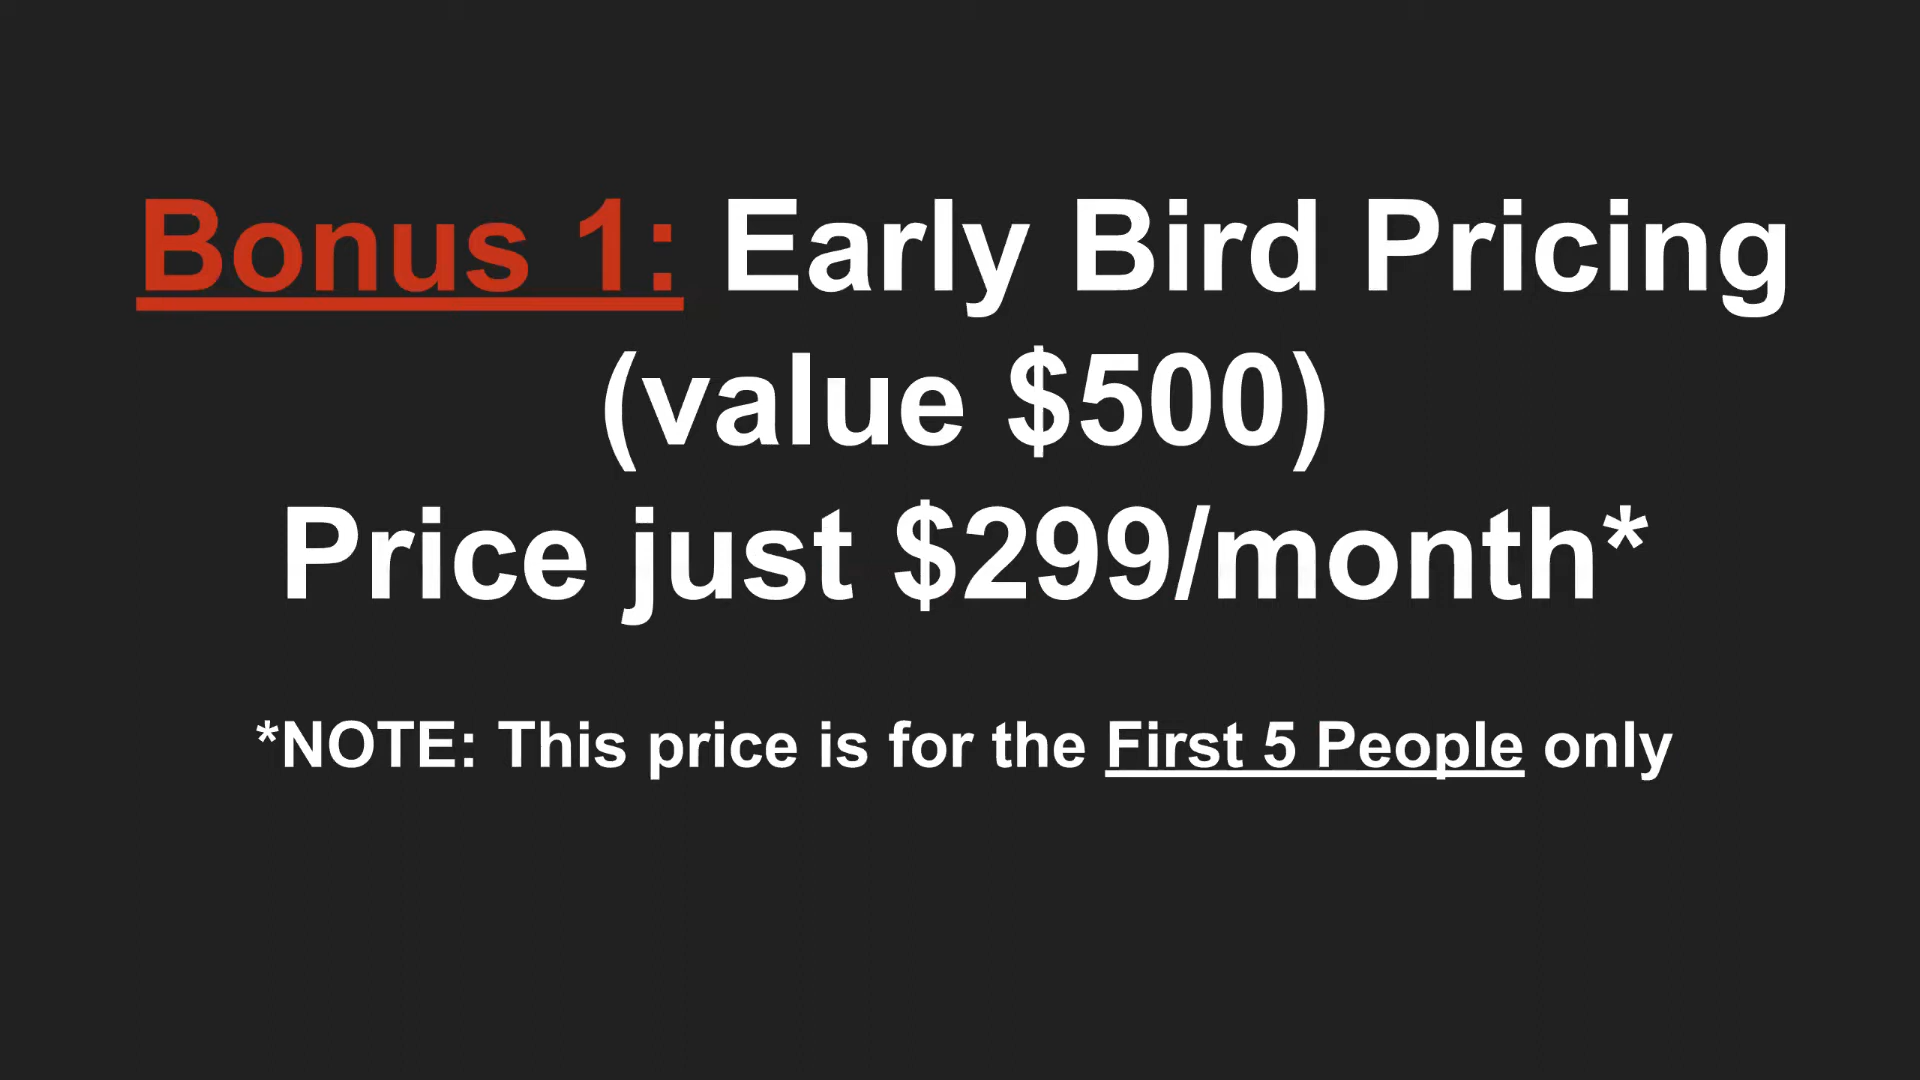 Bonus 1: Early Bird Pricing
(value $500)
Price just $299/month*
*NOTE: This price is for the First 5 People only